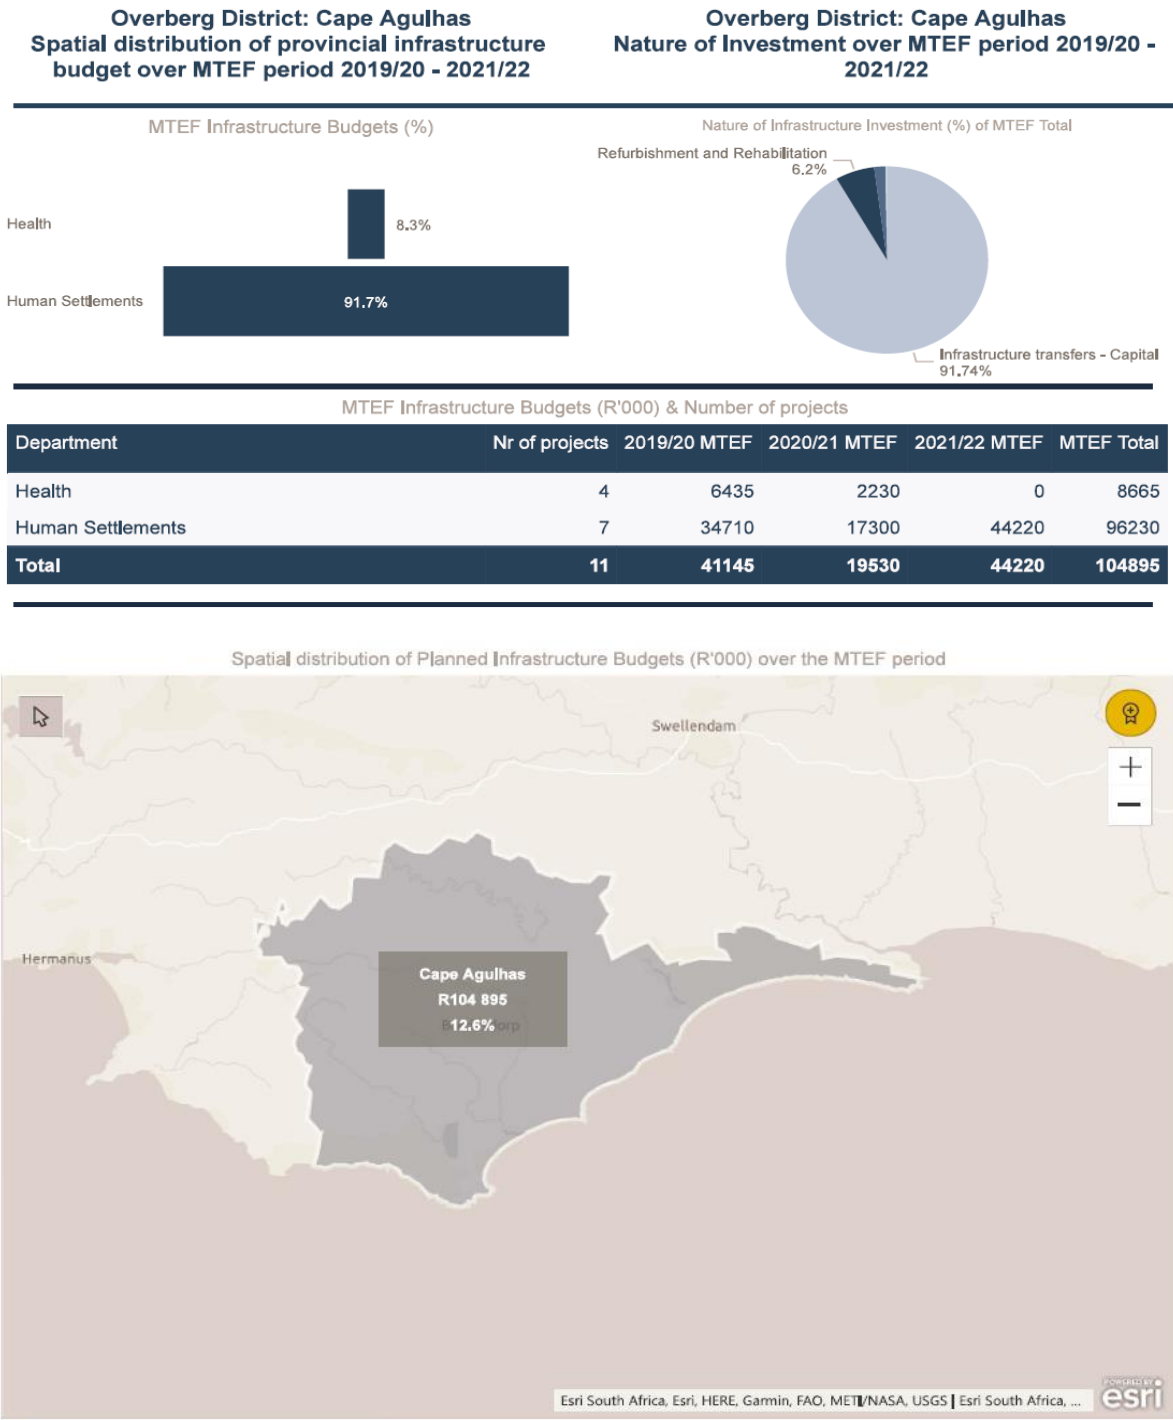 Overberg District: Cape Agulhas
Spatial distribution of provincial infrastructure
budget over MTEF period 2019/20 - 2021/22
Overberg District: Cape Agulhas
Nature of Investment over MTEF period 2019/20 -
2021/22
MTEF Infrastructure Budgets (%)
Health
8.3%
Human Settlements
91.7%
Nature of Infrastructure Investment (%) of MTEF Total
Refurbishment and Rehabilitation
6.2%
Infrastructure transfers - Capital
91.74%
MTEF Infrastructure Budgets (R'000) & Number of projects
Department Nr of projects 2019/20 MTEF 2020/21 MTEF 2021/22 MTEF MTEF Total
Health 4 6435 2230 0 8665
Human Settlements 7 34710 17300 44220 96230
Total 11 41145 19530 44220 104895
Spatial distribution of Planned Infrastructure Budgets (R'000) over the MTEF period
Swellendam
Hermanus
Cape Agulhas
R104 895
12.6%
Esri South Africa, Esri, HERE, Garmin, FAO, METI/NASA, USGS | Esri South Africa, ...
POWERED BY
esri